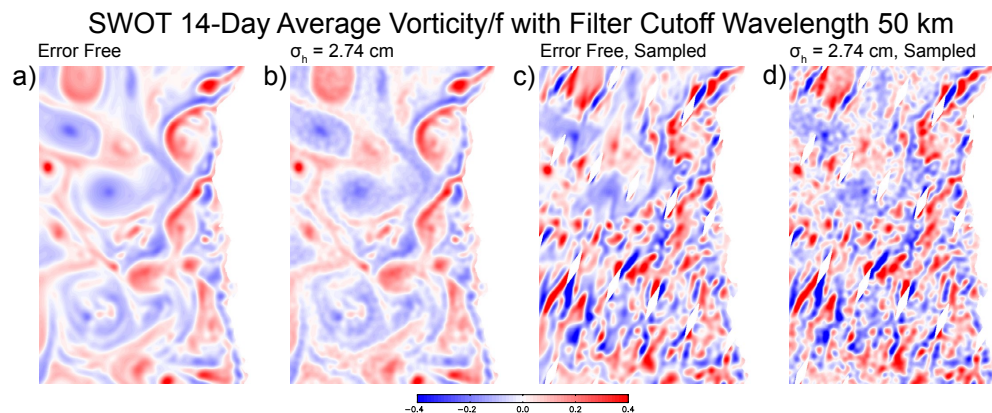 SWOT 14-Day Average Vorticity/f with Filter Cutoff Wavelength 50 km
Error Free
σh = 2.74 cm
Error Free, Sampled
σh = 2.74 cm, Sampled
a)
b)
c)
d)
−0.4 −0.2 0.0 0.2 0.4